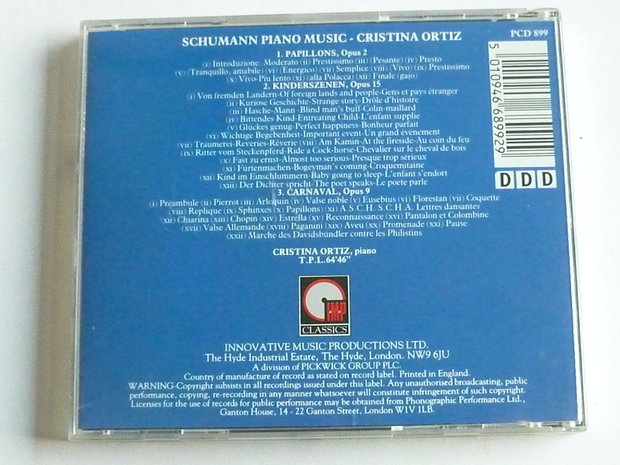 SCHUMANN PIANO MUSIC - CRISTINA ORTIZ
PCD 899
1. PAPILLONS, Opus 2
(i) Introduzione. Moderato (ii) Prestissimo (iii) (Pesante) (iv) Presto
(v) (Tranquillo, amabile) (vi) (Energico) (vii) Semplice (viii) (Vivo) (ix) Prestissimo
(x) Vivo-Piu lento (xi) (alla Polacca) (xii) Finale (gajo)
2. KINDERSZENEN, Opus 15
(i) Von fremden Landern-Of foreign lands and people-Gens et pays étranger
(ii) Kuriose Geschichte-Strange story-Drôle d'histoire
(iii) Hasche-Mann -Blind man's buff-Colin-maillard
(iv) Bittendes Kind-Entreating Child-L'enfant supplie
(v) Gluckes genug-Perfect happiness-Bonheur parfait
(vi) Wichtige Begebenheit-Important event-Un grand évènement
(vii) Traumerei-Reveries-Rêverie (viii) Am Kamin-At the fireside-Au coin du feu
(ix) Ritter vom Steckenpferd-Ride a Cock-horse-Chevalier sur le cheval de bois
(x) Fast zu ernst-Almost too serious-Presque trop serieux
(xi) Furtenmachen-Bogeyman's coming-Croquemitaine
(xii) Kind im Einschlummern-Baby going to sleep-L'enfant s'endort
(xiii) Der Dichter spricht-The poet speaks-Le poete parle
3. CARNAVAL, Opus 9
(i) Preambule (ii) Pierrot (iii) Arlequin (iv) Valse noble (v) Eusebius (vi) Florestan (vii) Coquette
(viii) Replique (ix) Sphinxes (x) Papillons (xi) A S C H. S.C.H.A. Lettres dansantes
(xii) Chiarina (xiii) Chopin (xiv) Estrella (xv) Reconnaissance (xvi) Pantalon et Colombine
(xvii) Valse Allemande (xviii) Paganini (xix) Aveu (xx) Promenade (xxi) Pause
(xxii) Marche des Davidsbundler contre les Philistins
CRISTINA ORTIZ, piano
T.P.L.64'46"
5 010946 689929
DDD
IMP
CLASSICS
INNOVATIVE MUSIC PRODUCTIONS LTD.
The Hyde Industrial Estate, The Hyde, London. NW9 6JU
A division of PICKWICK GROUP PLC.
Country of manufacture of record as stated on record label. Printed in England.
WARNING-Copyright subsists in all recordings issued under this label. Any unauthorised broadcasting, public
performance, copying, re-recording in any manner whatsoever will constitute infringement of such copyright.
Licenses for the use of records for public performance may be obtained from Phonographic Performance Ltd.,
Ganton House, 14 - 22 Ganton Street, London W1V 1LB.